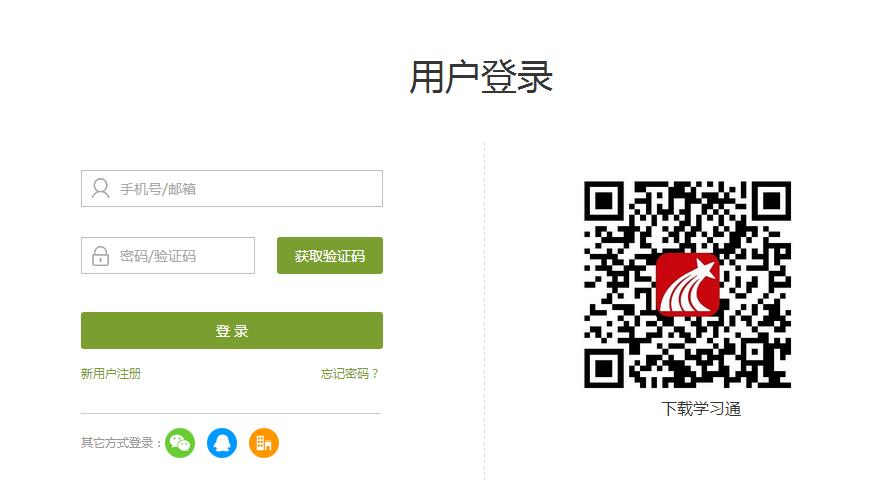 用户登录
手机号/邮箱
密码/验证码
获取验证码
登 录
新用户注册
忘记密码？
其它方式登录：
下载学习通